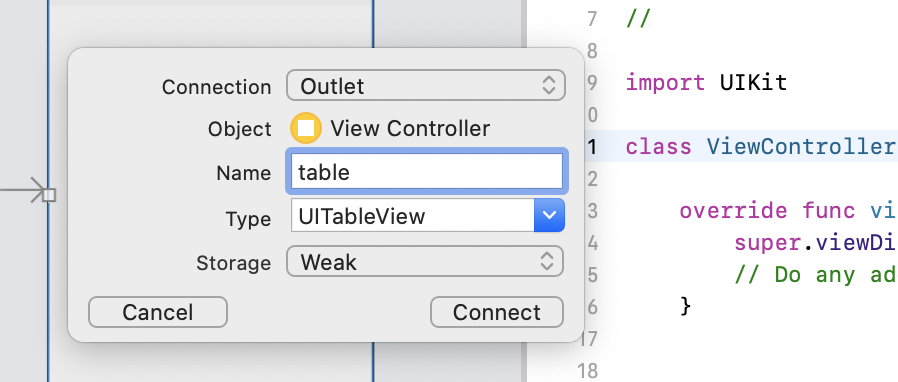 Connection Outlet
Object View Controller
Name table
Type UITableView
Storage Weak
Cancel Connect
7 //
8
9 import UIKit
0
1 class ViewController
2
3 override func vi
4 super.viewDi
5 // Do any ad
6 }
17
18